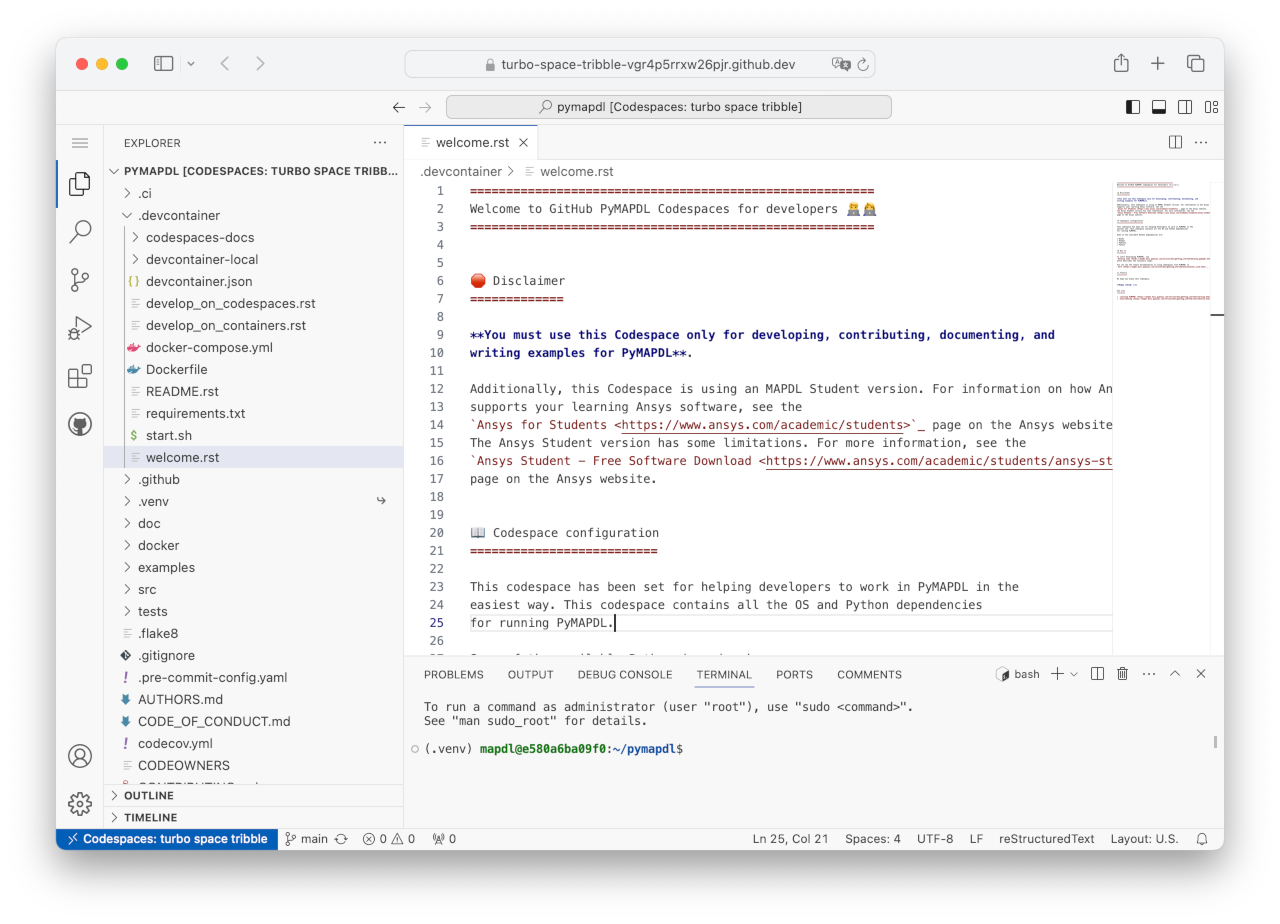 turbo-space-tribble-vgr4p5rrxw26pjr.github.dev
pymapdl [Codespaces: turbo space tribble]
EXPLORER
PYMAPDL [CODESPACES: TURBO SPACE TRIBB...
.ci
.devcontainer
codespaces-docs
devcontainer-local
devcontainer.json
develop_on_codespaces.rst
develop_on_containers.rst
docker-compose.yml
Dockerfile
README.rst
requirements.txt
$ start.sh
welcome.rst
.github
.venv
doc
docker
examples
src
tests
.flake8
.gitignore
! .pre-commit-config.yaml
AUTHORS.md
CODE_OF_CONDUCT.md
! codecov.yml
CODEOWNERS
OUTLINE
TIMELINE
welcome.rst
.devcontainer > welcome.rst
1 ========================================================
2 Welcome to GitHub PyMAPDL Codespaces for developers 🧑‍💻👩‍💻
3 ========================================================
4
5
6 🛑 Disclaimer
7 =============
8
9 **You must use this Codespace only for developing, contributing, documenting, and
10 writing examples for PyMAPDL**.
11
12 Additionally, this Codespace is using an MAPDL Student version. For information on how An
13 supports your learning Ansys software, see the
14 `Ansys for Students <https://www.ansys.com/academic/students>`_ page on the Ansys website
15 The Ansys Student version has some limitations. For more information, see the
16 `Ansys Student - Free Software Download <https://www.ansys.com/academic/students/ansys-st
17 page on the Ansys website.
18
19
20 📖 Codespace configuration
21 ==========================
22
23 This codespace has been set for helping developers to work in PyMAPDL in the
24 easiest way. This codespace contains all the OS and Python dependencies
25 for running PyMAPDL.
26
PROBLEMS OUTPUT DEBUG CONSOLE TERMINAL PORTS COMMENTS bash
To run a command as administrator (user "root"), use "sudo <command>".
See "man sudo_root" for details.
(.venv) mapdl@e580a6ba09f0:~/pymapdl$
Codespaces: turbo space tribble main 0 0 0 Ln 25, Col 21 Spaces: 4 UTF-8 LF reStructuredText Layout: U.S.